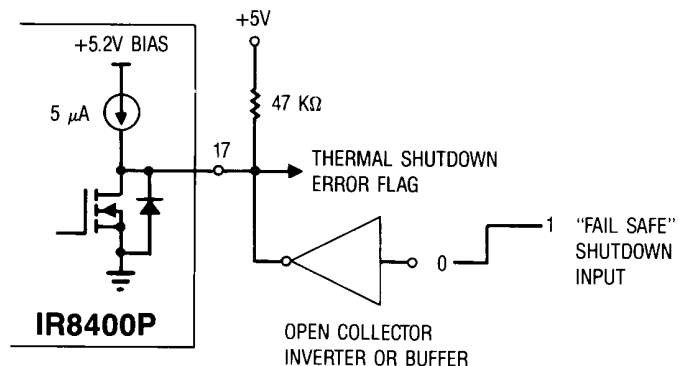 +5V
+5.2V BIAS
5 μA
47 KΩ
17
THERMAL SHUTDOWN
ERROR FLAG
0
1
"FAIL SAFE"
SHUTDOWN
INPUT
IR8400P
OPEN COLLECTOR
INVERTER OR BUFFER